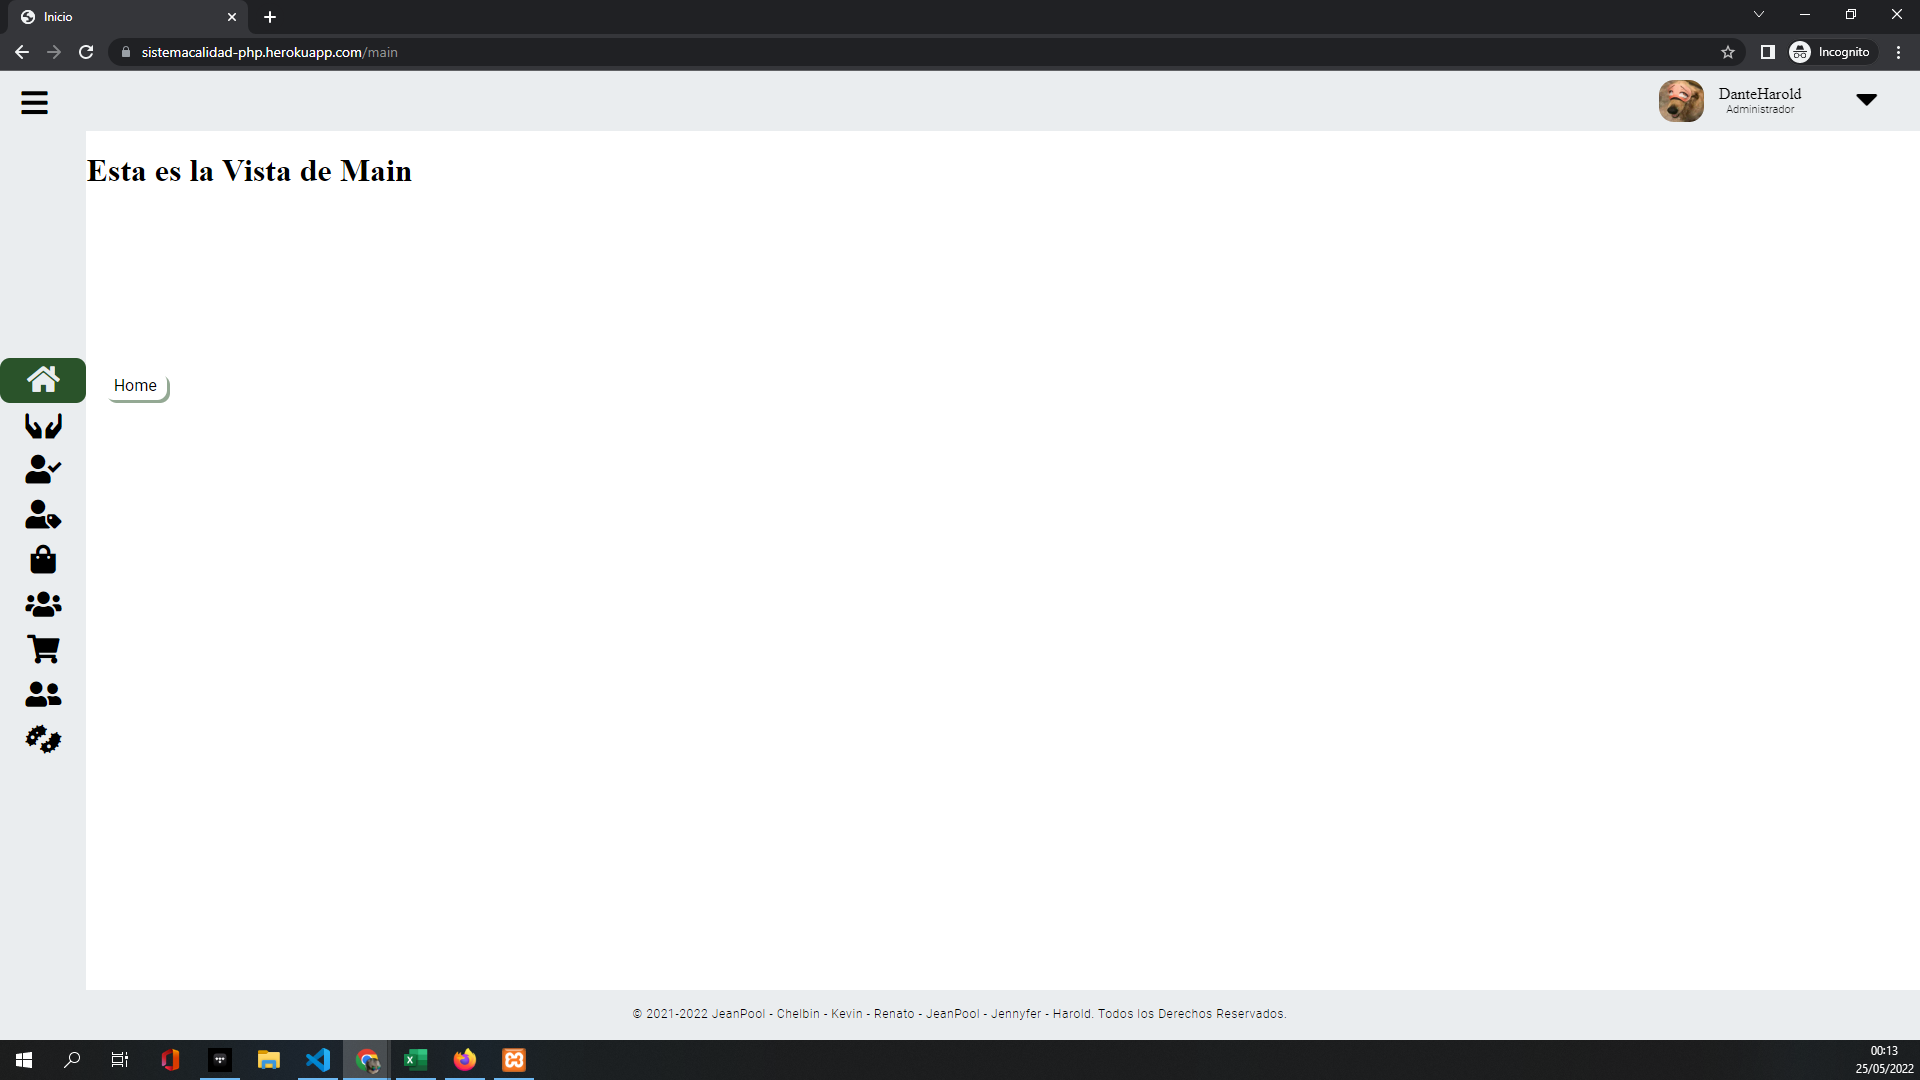 Inicio
sistemacalidad-php.herokuapp.com/main
Incognito
DanteHarold
Administrador
Esta es la Vista de Main
Home
© 2021-2022 JeanPool - Chelbin - Kevin - Renato - JeanPool - Jennyfer - Harold. Todos los Derechos Reservados.
00:13
25/05/2022